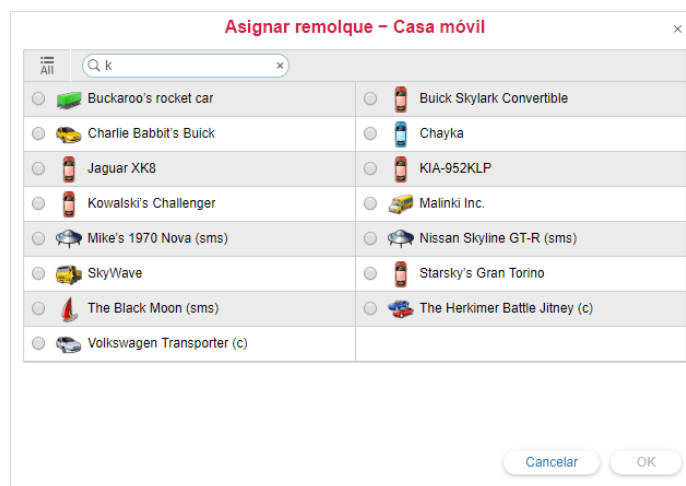 Asignar remolque – Casa móvil
×
All
k
×
Buckaroo's rocket car
Buick Skylark Convertible
Charlie Babbit's Buick
Chayka
Jaguar XK8
KIA-952KLP
Kowalski's Challenger
Malinki Inc.
Mike's 1970 Nova (sms)
Nissan Skyline GT-R (sms)
SkyWave
Starsky's Gran Torino
The Black Moon (sms)
The Herkimer Battle Jitney (c)
Volkswagen Transporter (c)
Cancelar
OK